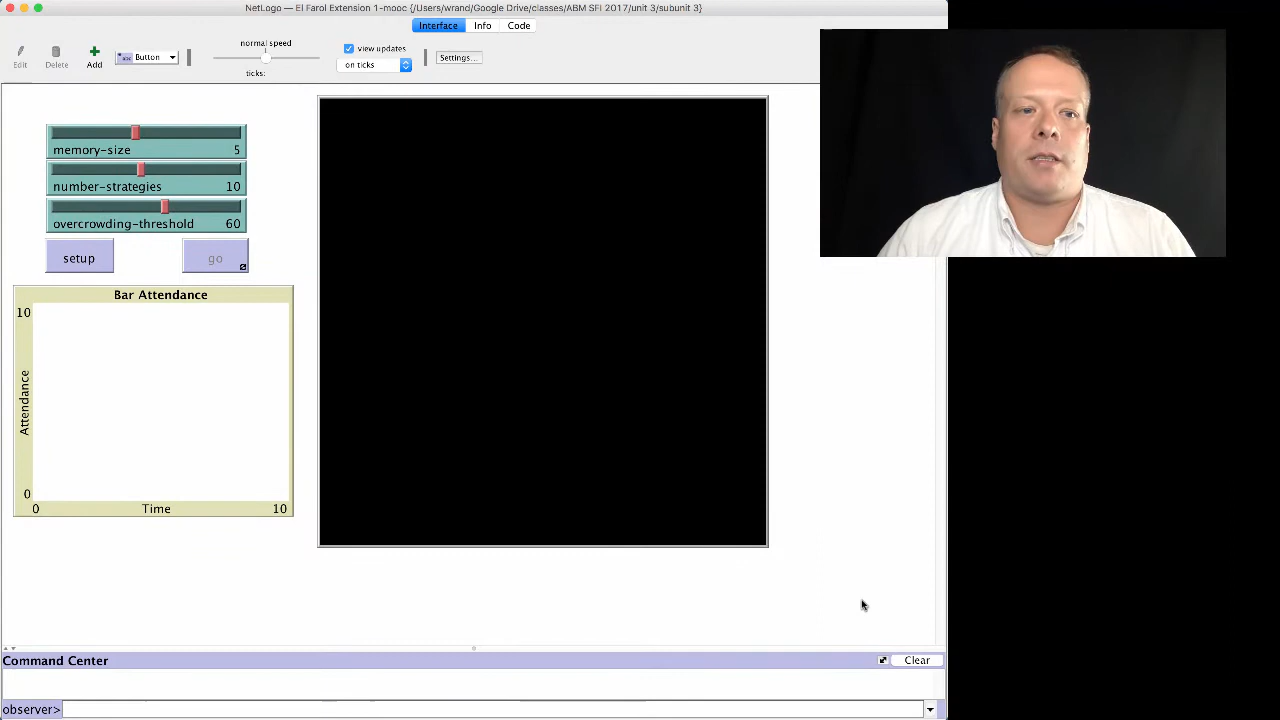 NetLogo — El Farol Extension 1-mooc {/Users/wrand/Google Drive/classes/ABM SFI 2017/unit 3/subunit 3}
Interface Info Code
Edit Delete Add Button normal speed ticks: view updates on ticks Settings...
memory-size 5
number-strategies 10
overcrowding-threshold 60
setup go
Bar Attendance
10
Attendance
0
0 Time 10
Command Center Clear
observer>